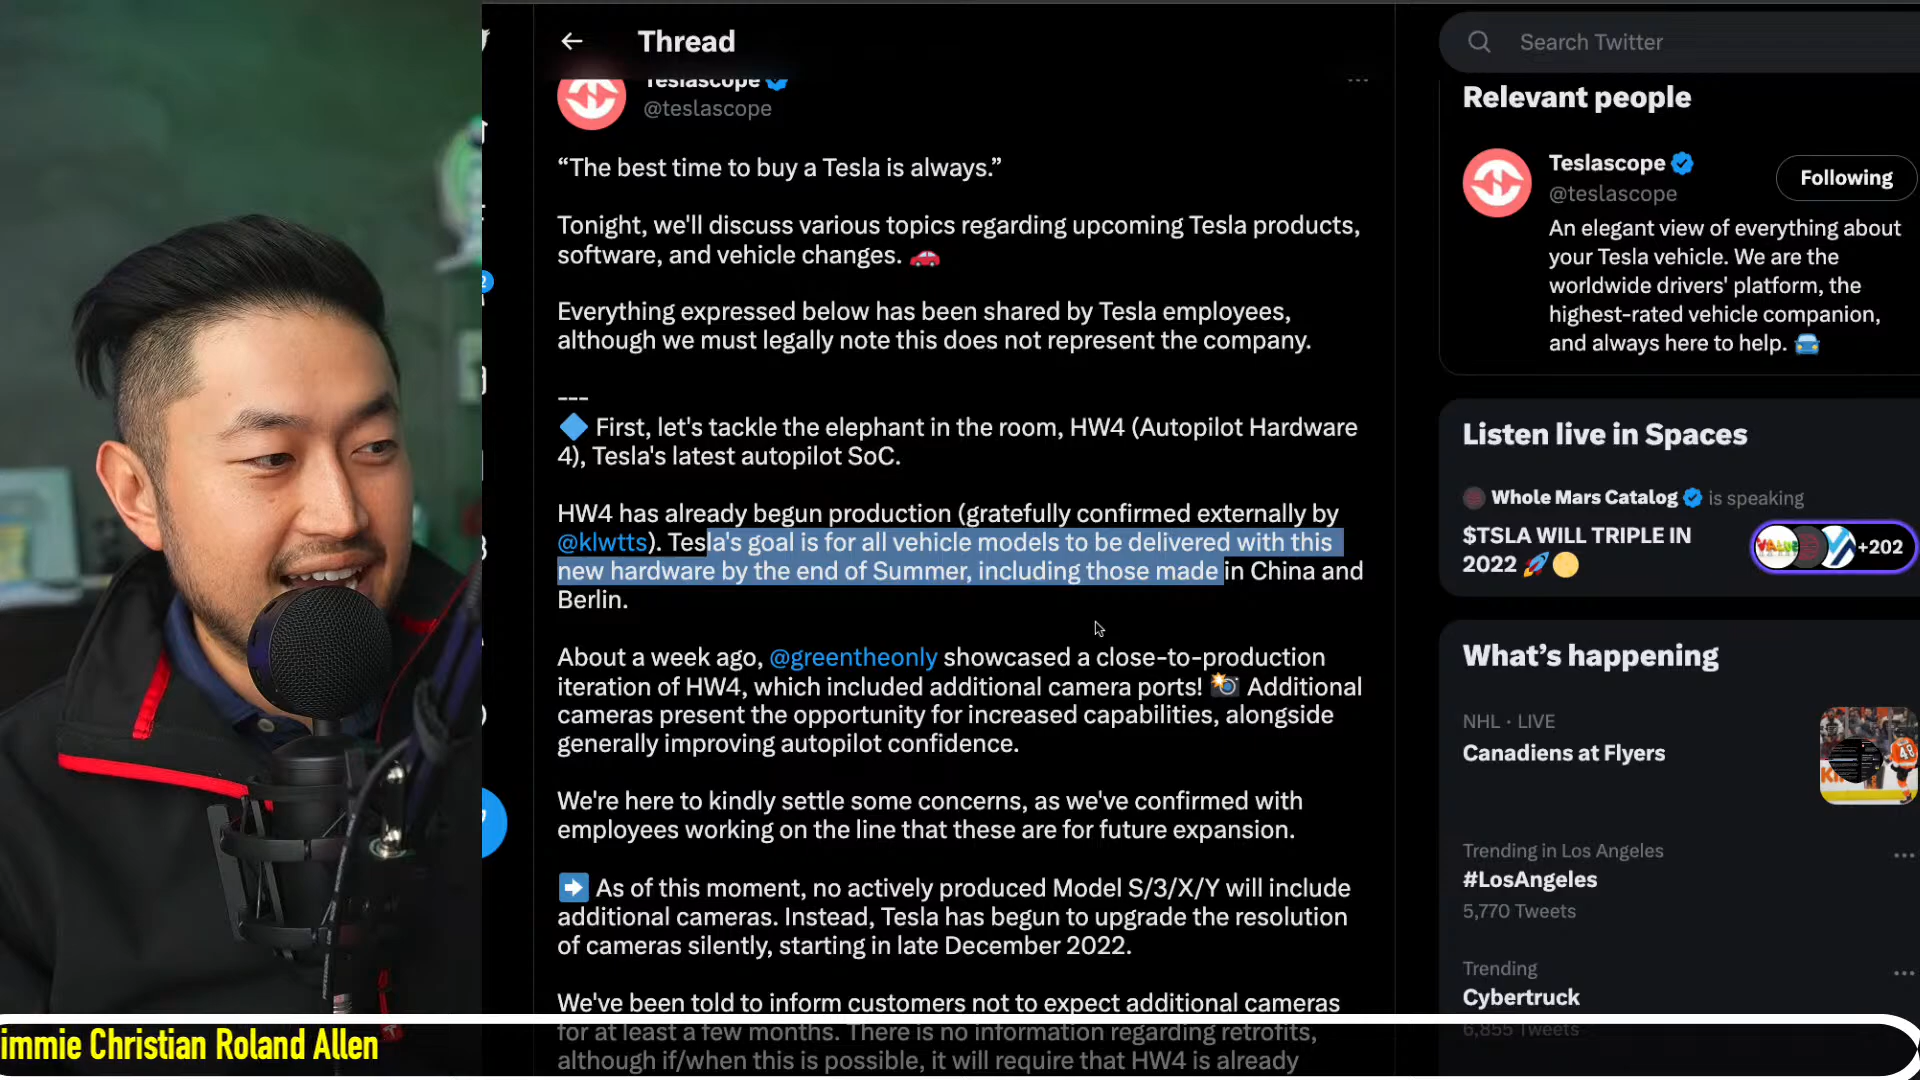 Thread
Search Twitter
Teslascope
@teslascope
“The best time to buy a Tesla is always.”
Tonight, we'll discuss various topics regarding upcoming Tesla products,
software, and vehicle changes. 🚗
Everything expressed below has been shared by Tesla employees,
although we must legally note this does not represent the company.
---
🔷 First, let's tackle the elephant in the room, HW4 (Autopilot Hardware
4), Tesla's latest autopilot SoC.
HW4 has already begun production (gratefully confirmed externally by
@klwtts). Tesla's goal is for all vehicle models to be delivered with this
new hardware by the end of Summer, including those made in China and
Berlin.
About a week ago, @greentheonly showcased a close-to-production
iteration of HW4, which included additional camera ports! 📸 Additional
cameras present the opportunity for increased capabilities, alongside
generally improving autopilot confidence.
We're here to kindly settle some concerns, as we've confirmed with
employees working on the line that these are for future expansion.
➡️ As of this moment, no actively produced Model S/3/X/Y will include
additional cameras. Instead, Tesla has begun to upgrade the resolution
of cameras silently, starting in late December 2022.
We've been told to inform customers not to expect additional cameras
for at least a few months. There is no information regarding retrofits,
although if/when this is possible, it will require that HW4 is already
Relevant people
Teslascope
@teslascope
Following
An elegant view of everything about
your Tesla vehicle. We are the
worldwide drivers' platform, the
highest-rated vehicle companion,
and always here to help. 🚘
Listen live in Spaces
Whole Mars Catalog is speaking
$TSLA WILL TRIPLE IN
2022 🚀🌕
VALUE
+202
What’s happening
NHL · LIVE
Canadiens at Flyers
48
Trending in Los Angeles
#LosAngeles
5,770 Tweets
Trending
Cybertruck
6,855 Tweets
immie Christian Roland Allen